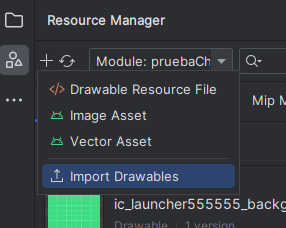 Resource Manager
Module: pruebaCh
Drawable Resource File
Image Asset
Mip M
Vector Asset
Import Drawables
ic_launcher555555_backg
Drawable | 1 version